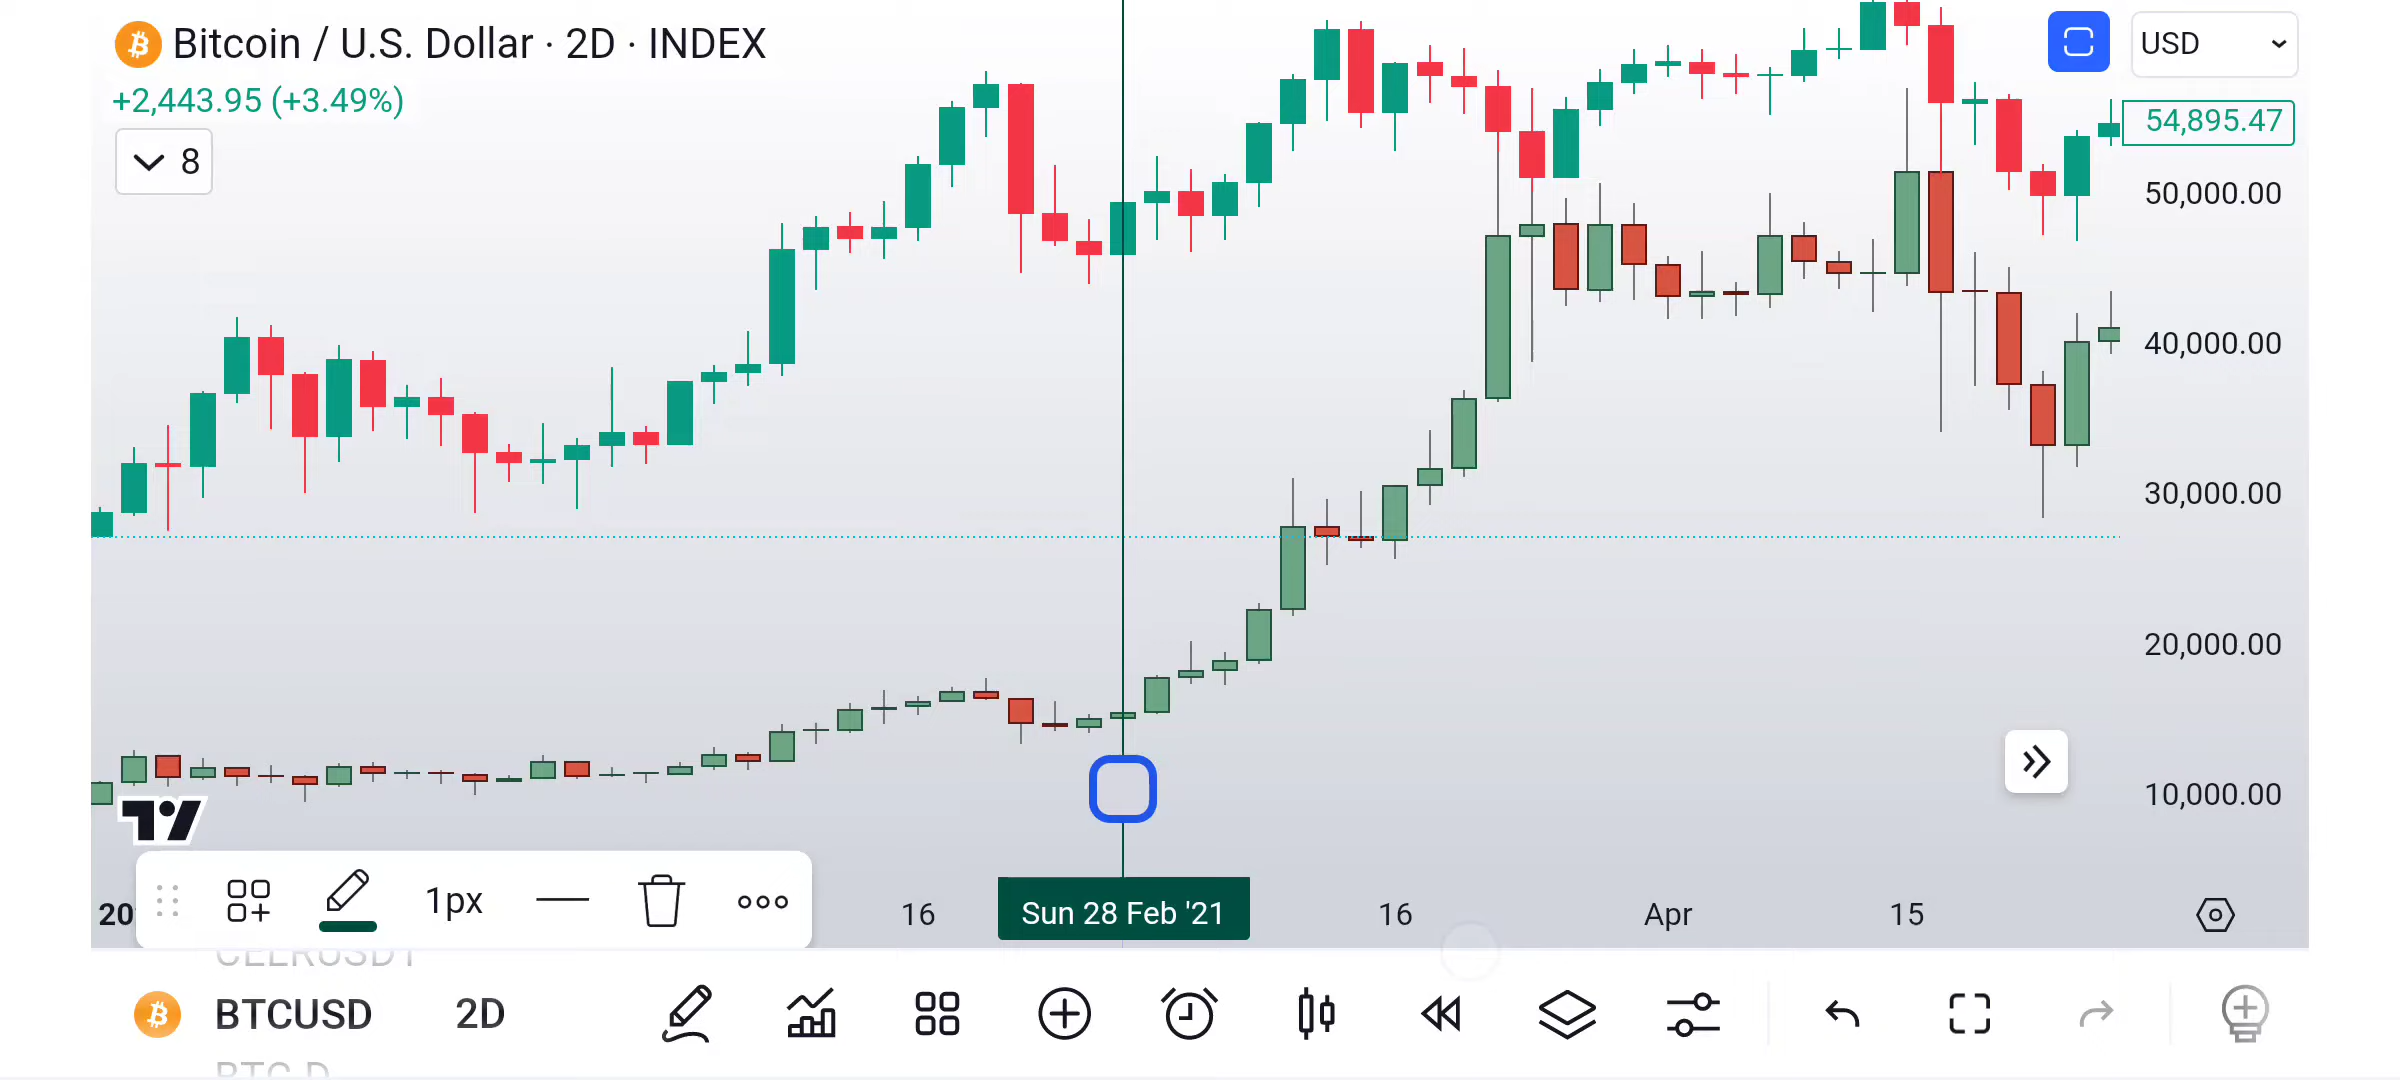 Bitcoin / U.S. Dollar · 2D · INDEX
USD
+2,443.95 (+3.49%)
54,895.47
8
50,000.00
40,000.00
30,000.00
20,000.00
10,000.00
1px
20
16
Sun 28 Feb '21
16
Apr
15
BTCUSD
2D